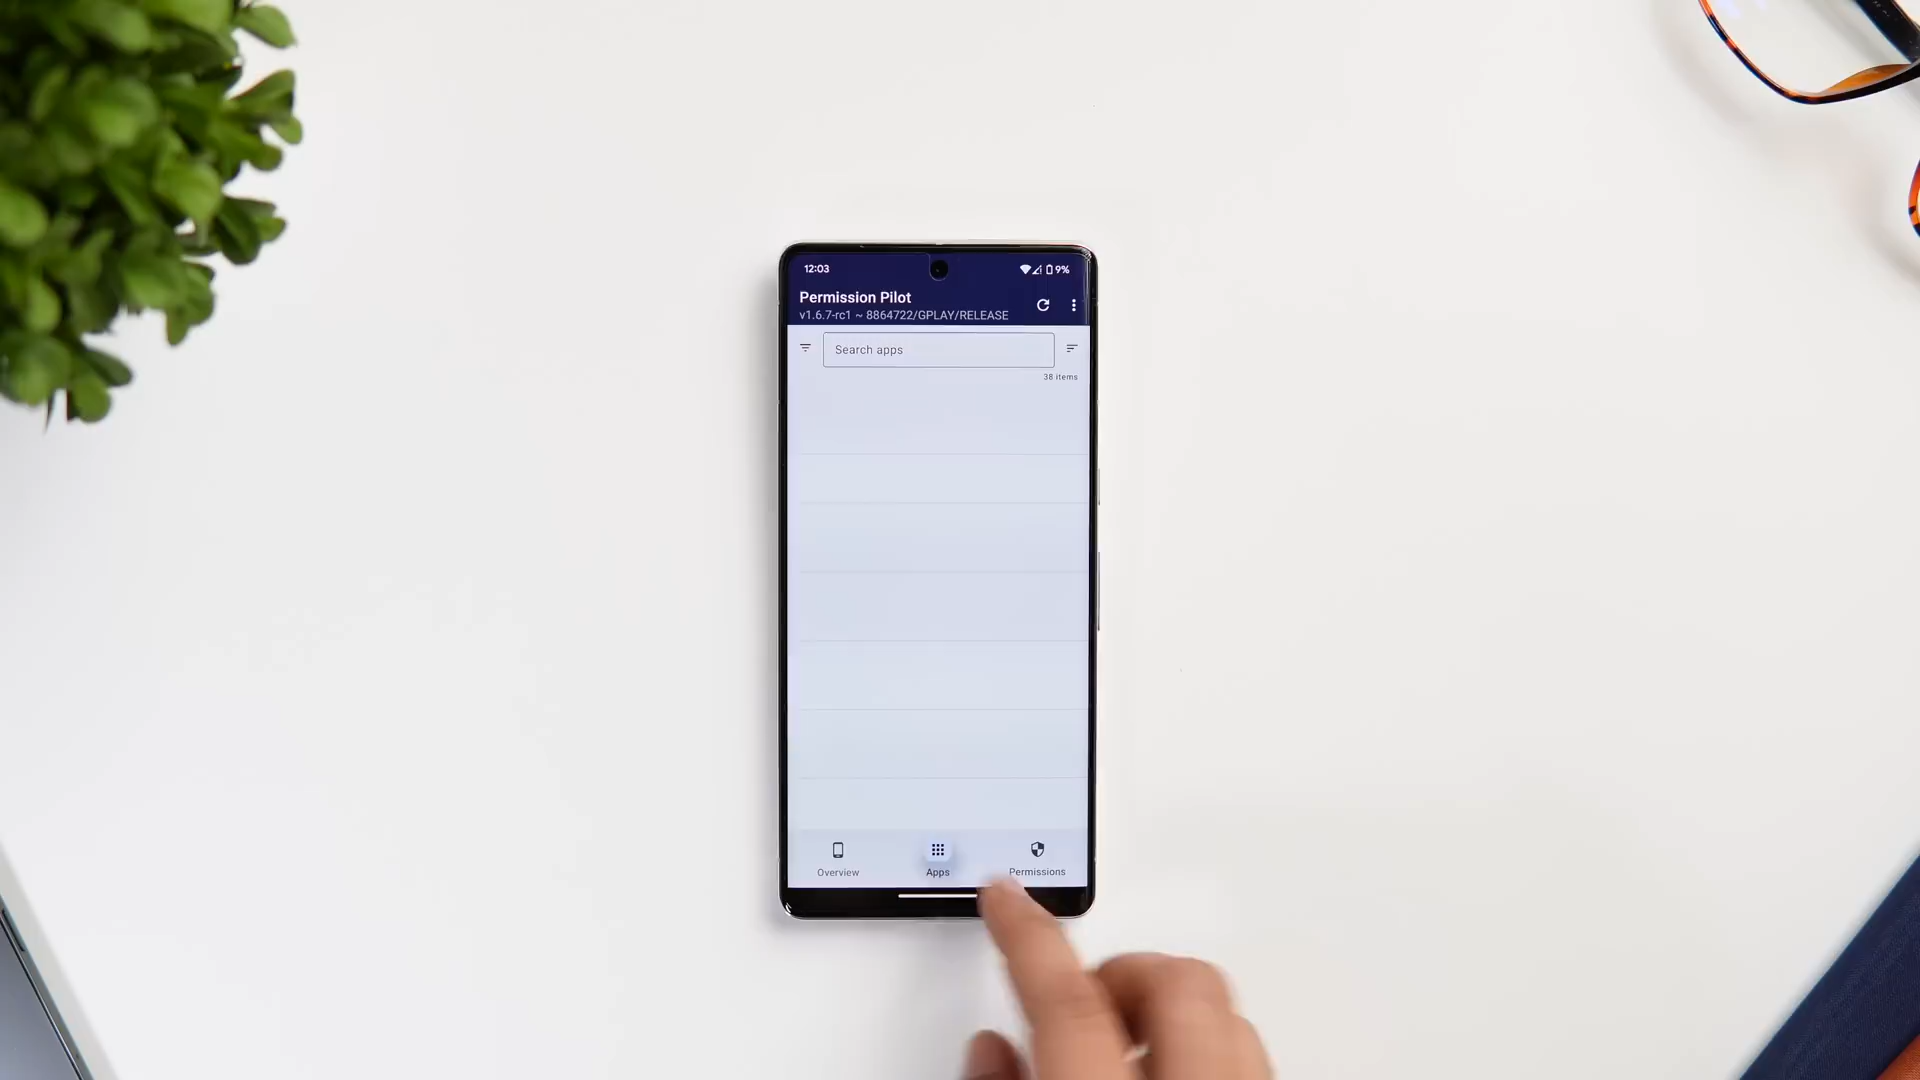 12:03
9%
Permission Pilot
v1.6.7-rc1 ~ 8864722/GPLAY/RELEASE
Search apps
38 items
Overview
Apps
Permissions